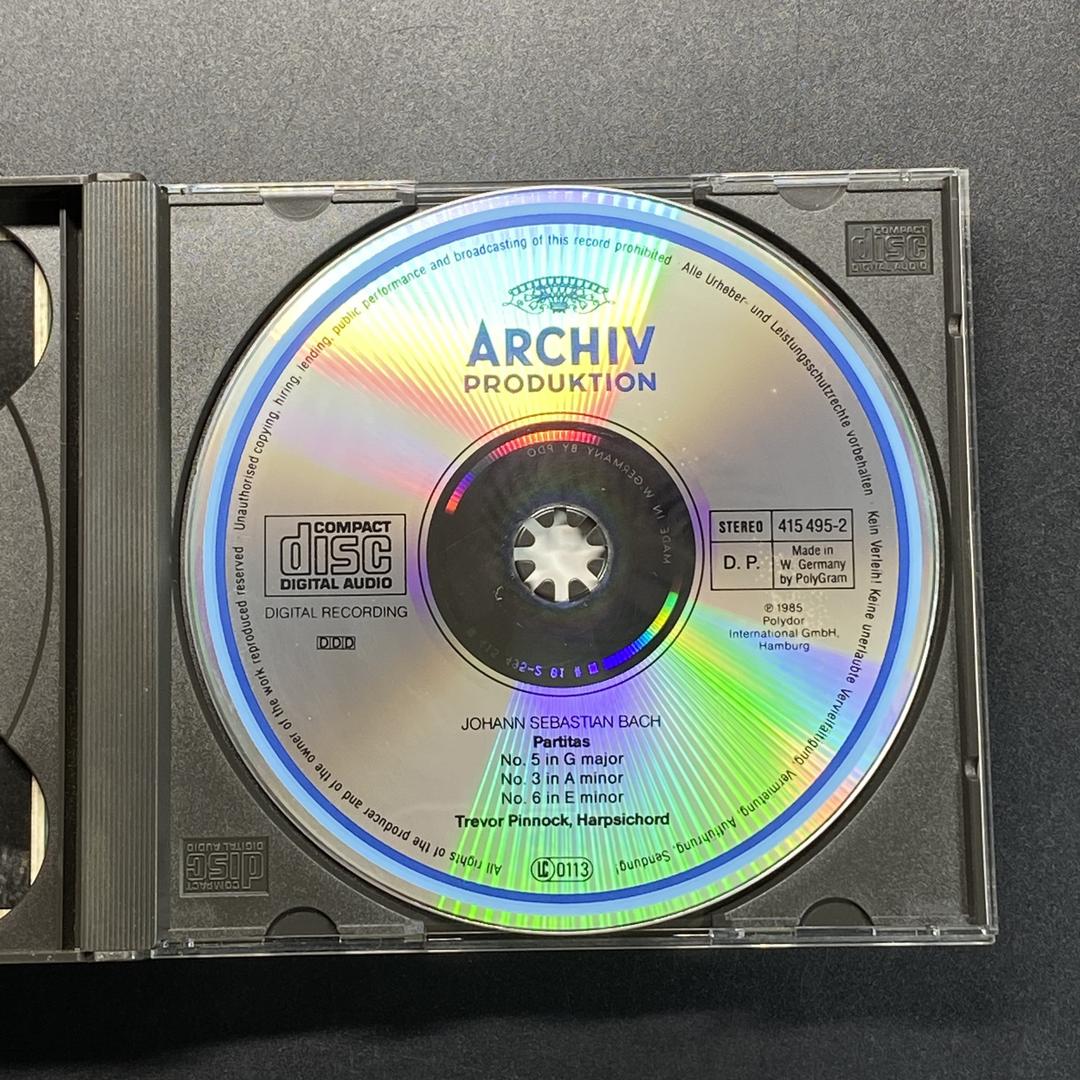 Unauthorised copying, hiring, lending, public performance and broadcasting of this record prohibited · Alle Urheber- und Leistungsschutzrechte vorbehalten · Kein Verleih! Keine unerlaubte Vervielfältigung, Vermietung, Aufführung, Sendung!
All rights of the producer and of the owner of the work reproduced reserved
ARCHIV
PRODUKTION
COMPACT
disc
DIGITAL AUDIO
DIGITAL RECORDING
DDD
STEREO
415 495-2
D. P.
Made in
W. Germany
by PolyGram
℗ 1985
Polydor
International GmbH,
Hamburg
MADE IN W. GERMANY BY PDO
JOHANN SEBASTIAN BACH
Partitas
No. 5 in G major
No. 3 in A minor
No. 6 in E minor
Trevor Pinnock, Harpsichord
LC 0113
COMPACT
disc
DIGITAL AUDIO
COMPACT
disc
DIGITAL AUDIO